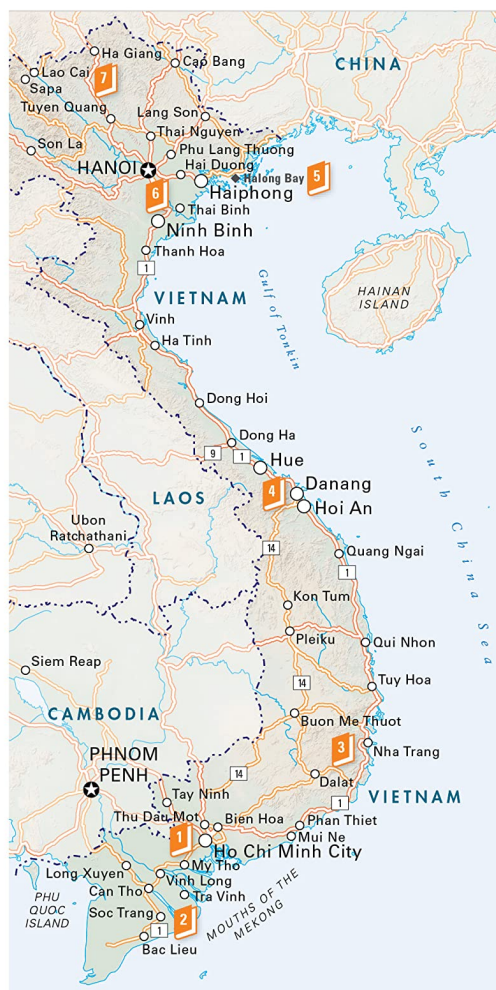 Ha Giang
Cao Bang
CHINA
Lao Cai
7
Sapa
Tuyen Quang
Lang Son
Thai Nguyen
Son La
Phu Lang Thuong
HANOI
Hai Duong
Halong Bay
5
Haiphong
6
Thai Binh
Ninh Binh
Thanh Hoa
1
Gulf of Tonkin
HAINAN
ISLAND
VIETNAM
Vinh
Ha Tinh
Dong Hoi
Dong Ha
9
1
Hue
South China Sea
4
Danang
Hoi An
LAOS
Ubon
Ratchathani
14
Quang Ngai
1
Kon Tum
Pleiku
Qui Nhon
Siem Reap
14
Tuy Hoa
CAMBODIA
Buon Me Thuot
3
Nha Trang
PHNOM
PENH
14
Dalat
Tay Ninh
1
VIETNAM
Thu Dau Mot
Bien Hoa
Phan Thiet
Mui Ne
1
Ho Chi Minh City
My Tho
Long Xuyen
Vinh Long
Can Tho
Tra Vinh
PHU
QUOC
ISLAND
Soc Trang
2
MOUTHS OF THE
MEKONG
1
Bac Lieu